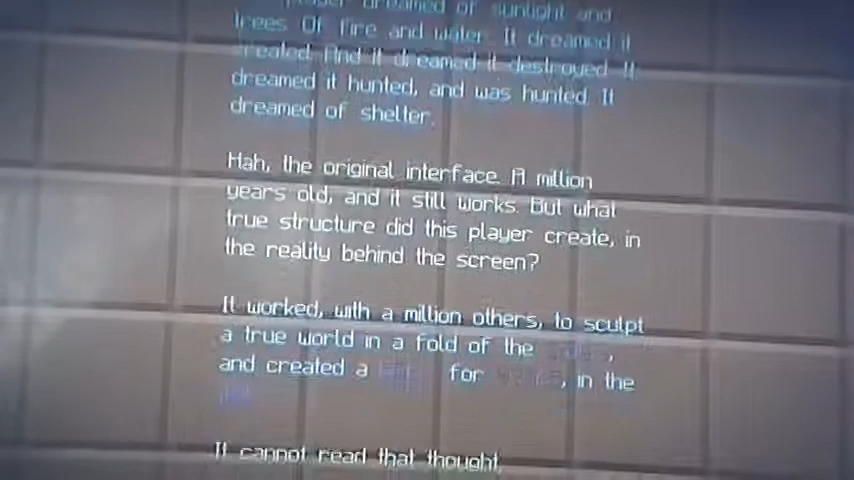 dreamed of sunlight and
trees. Of fire and water. It dreamed it
created. And it dreamed it destroyed. It
dreamed it hunted, and was hunted. It
dreamed of shelter.
Hah, the original interface. A million
years old, and it still works. But what
true structure did this player create, in
the reality behind the screen?
It worked, with a million others, to sculpt
a true world in a fold of the ,
and created a for , in the
It cannot read that thought.